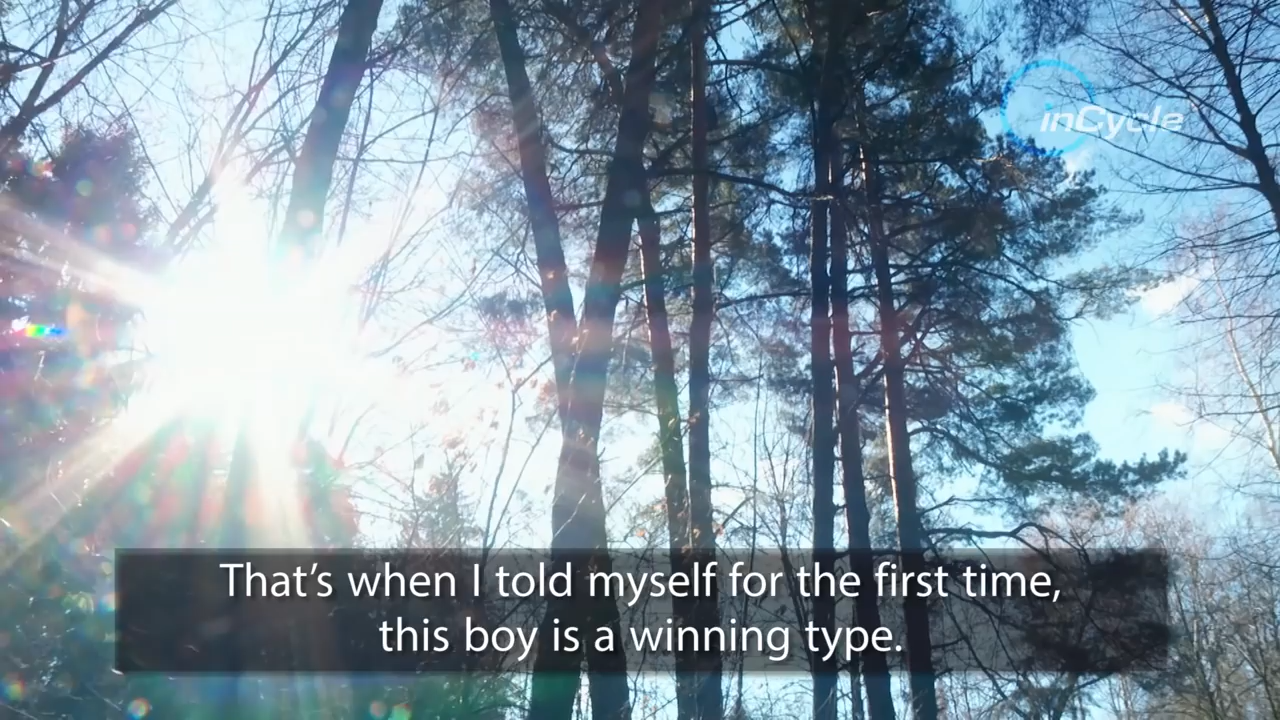 inCycle
That's when I told myself for the first time,
this boy is a winning type.